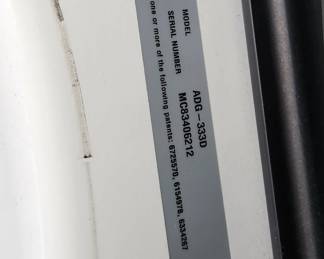 MODEL ADG-333D
SERIAL NUMBER MC83406212
one or more of the following patents: 6725570, 6154978, 6334267